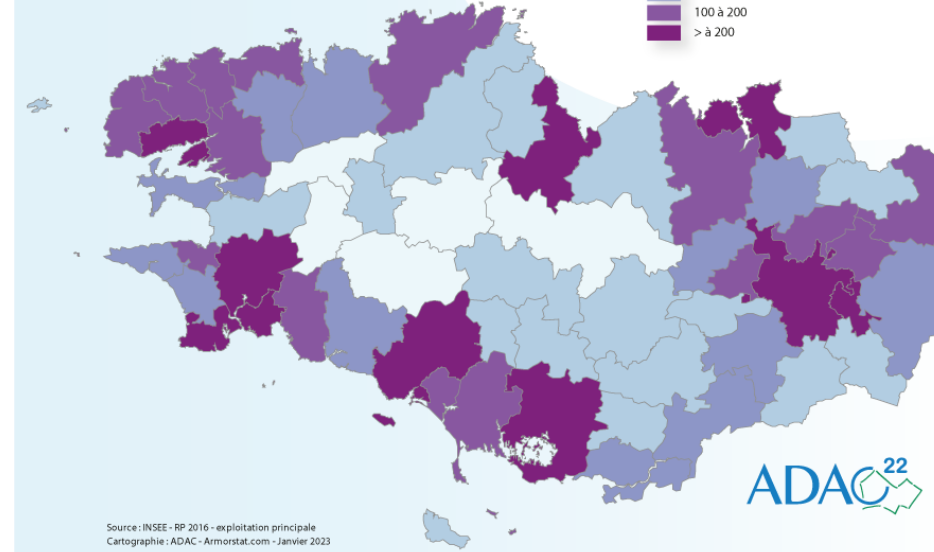 100 à 200
> à 200
ADAC 22
Source : INSEE - RP 2016 - exploitation principale
Cartographie : ADAC - Armorstat.com - Janvier 2023